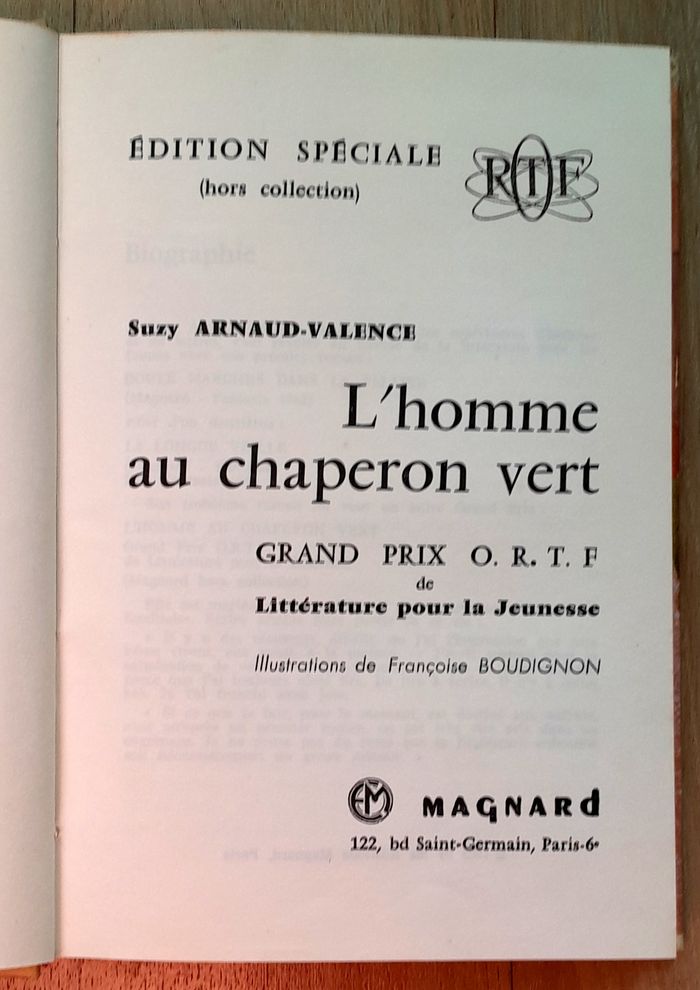 ÉDITION SPÉCIALE
(hors collection)
RTF
Suzy ARNAUD-VALENCE
L'homme
au chaperon vert
GRAND PRIX O. R. T. F
de
Littérature pour la Jeunesse
Illustrations de Françoise BOUDIGNON
EM MAGNARD
122, bd Saint-Germain, Paris-6e